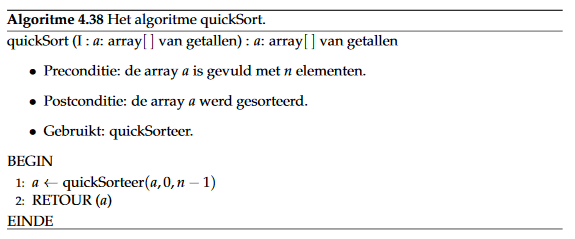 Algoritme 4.38 Het algoritme quickSort.
quickSort (I : a: array[ ] van getallen) : a: array[ ] van getallen
• Preconditie: de array a is gevuld met n elementen.
• Postconditie: de array a werd gesorteerd.
• Gebruikt: quickSorteer.
BEGIN
1: a ← quickSorteer(a, 0, n − 1)
2: RETOUR (a)
EINDE